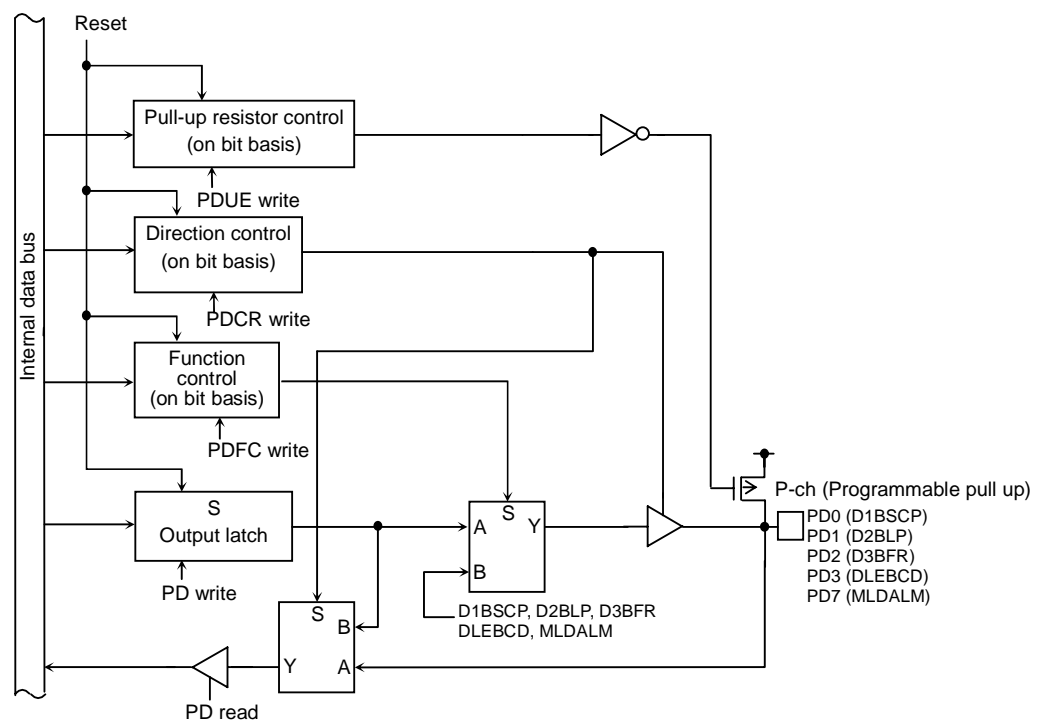 Reset
Internal data bus
Pull-up resistor control
(on bit basis)
PDUE write
Direction control
(on bit basis)
PDCR write
Function
control
(on bit basis)
PDFC write
S
Output latch
PD write
A
S
Y
B
D1BSCP, D2BLP, D3BFR
DLEBCD, MLDALM
P-ch (Programmable pull up)
PD0 (D1BSCP)
PD1 (D2BLP)
PD2 (D3BFR)
PD3 (DLEBCD)
PD7 (MLDALM)
S
B
Y
A
PD read